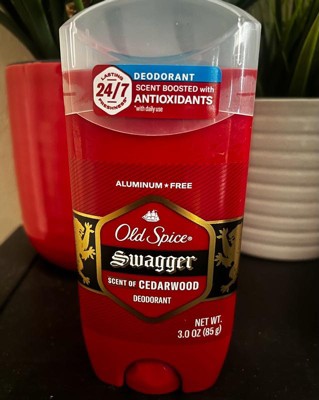 LASTING
24/7
FRESHNESS
DEODORANT
SCENT BOOSTED with
ANTIOXIDANTS
*with daily use
ALUMINUM★FREE
Old Spice®
Swagger
SCENT OF CEDARWOOD
DEODORANT
NET WT.
3.0 OZ (85 g)